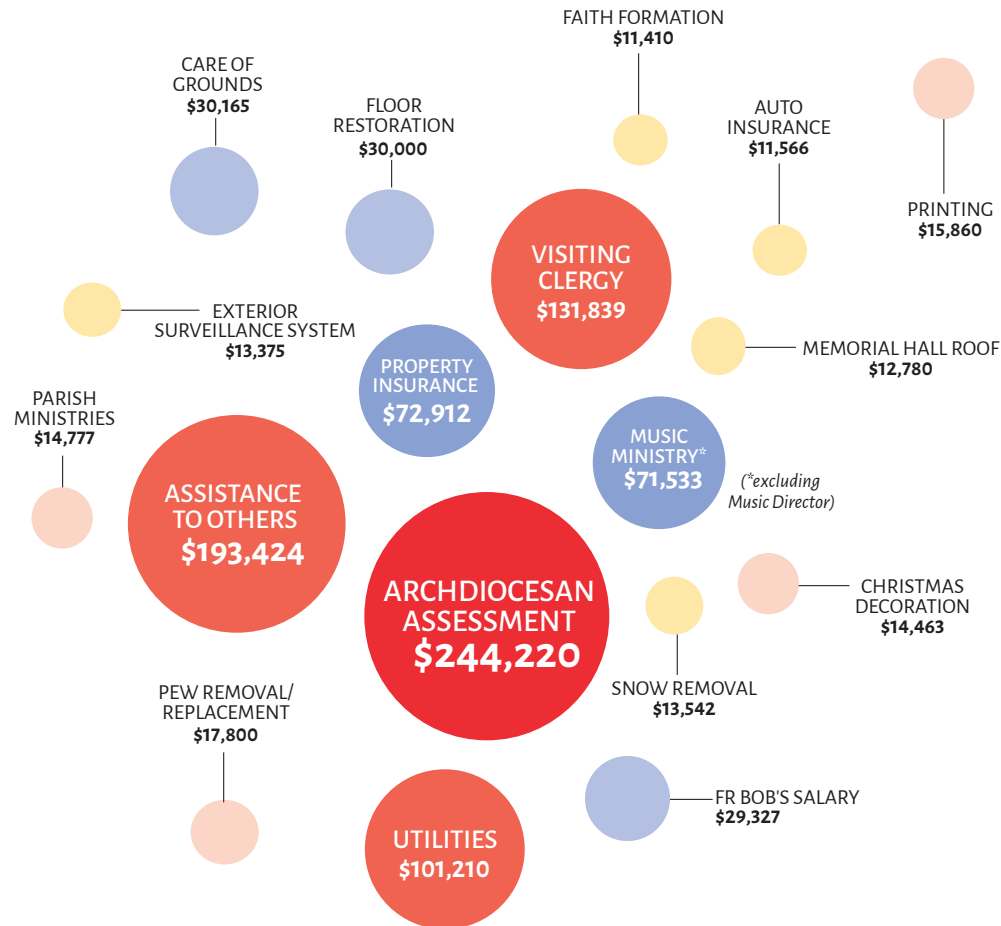 FAITH FORMATION
$11,410
CARE OF
GROUNDS
$30,165
FLOOR
RESTORATION
$30,000
AUTO
INSURANCE
$11,566
PRINTING
$15,860
VISITING
CLERGY
$131,839
EXTERIOR
SURVEILLANCE SYSTEM
$13,375
MEMORIAL HALL ROOF
$12,780
PROPERTY
INSURANCE
$72,912
PARISH
MINISTRIES
$14,777
MUSIC
MINISTRY*
$71,533
(*excluding
Music Director)
ASSISTANCE
TO OTHERS
$193,424
ARCHDIOCESAN
ASSESSMENT
$244,220
CHRISTMAS
DECORATION
$14,463
SNOW REMOVAL
$13,542
PEW REMOVAL/
REPLACEMENT
$17,800
FR BOB'S SALARY
$29,327
UTILITIES
$101,210